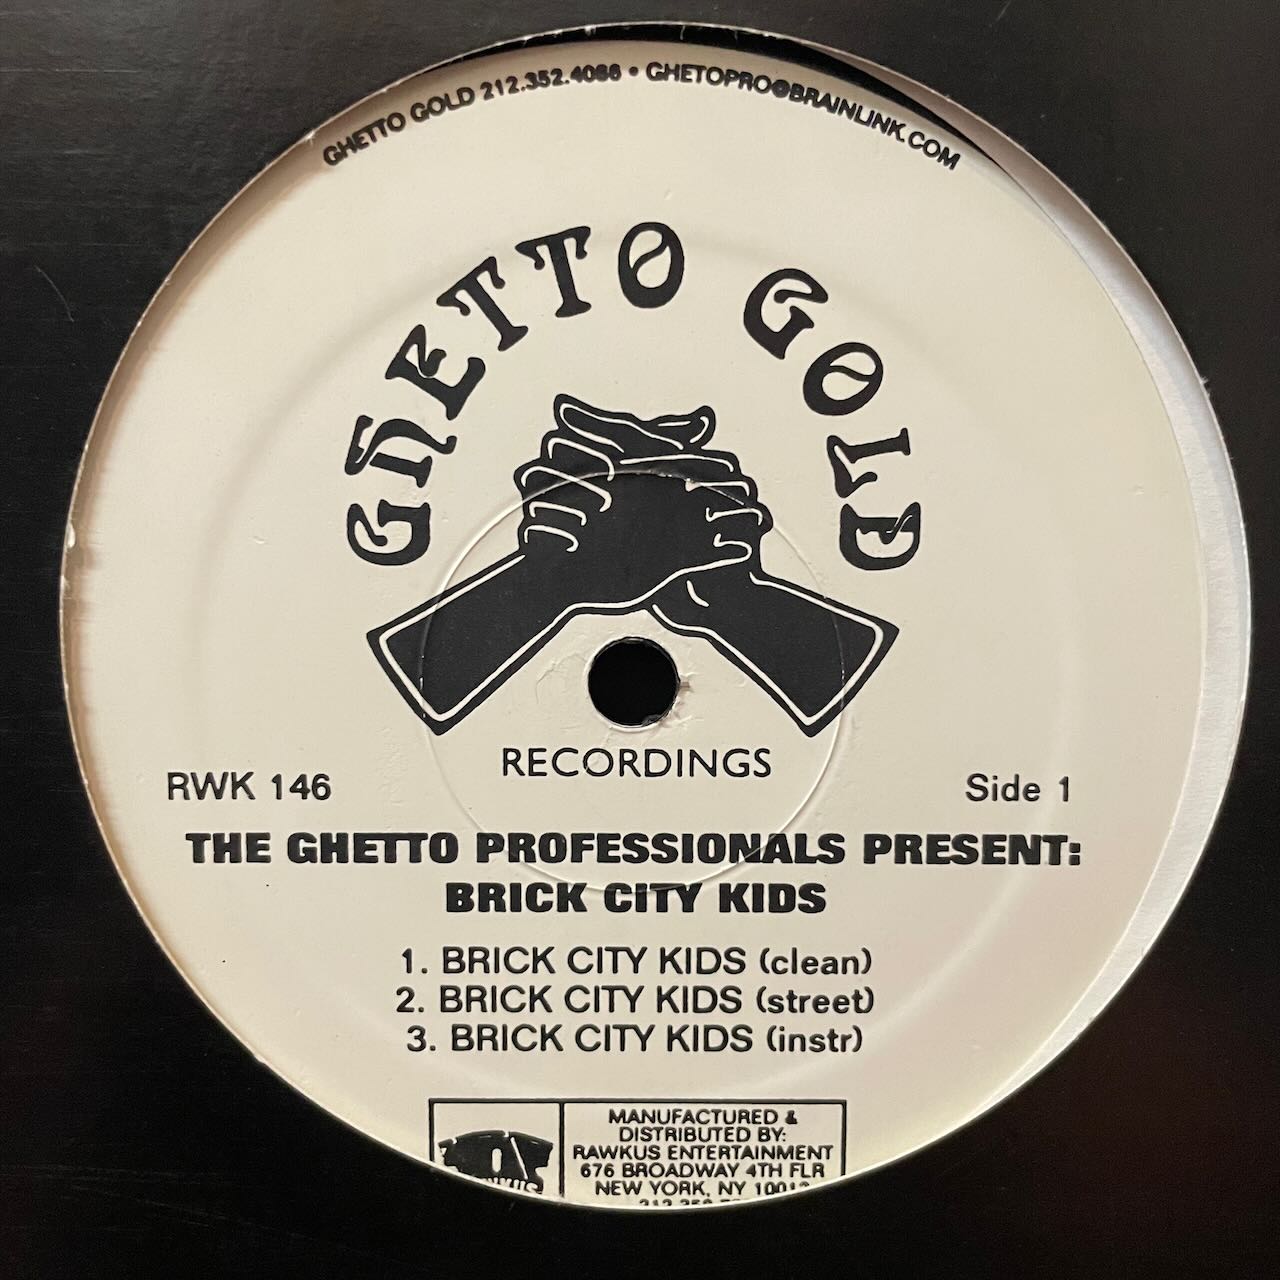 GHETTO GOLD 212.352.4086 • GHETOPRO@BRAINLINK.COM
GHETTO GOLD
RECORDINGS
RWK 146
Side 1
THE GHETTO PROFESSIONALS PRESENT:
BRICK CITY KIDS
1. BRICK CITY KIDS (clean)
2. BRICK CITY KIDS (street)
3. BRICK CITY KIDS (instr)
MANUFACTURED &
DISTRIBUTED BY:
RAWKUS ENTERTAINMENT
676 BROADWAY 4TH FLR
NEW YORK, NY